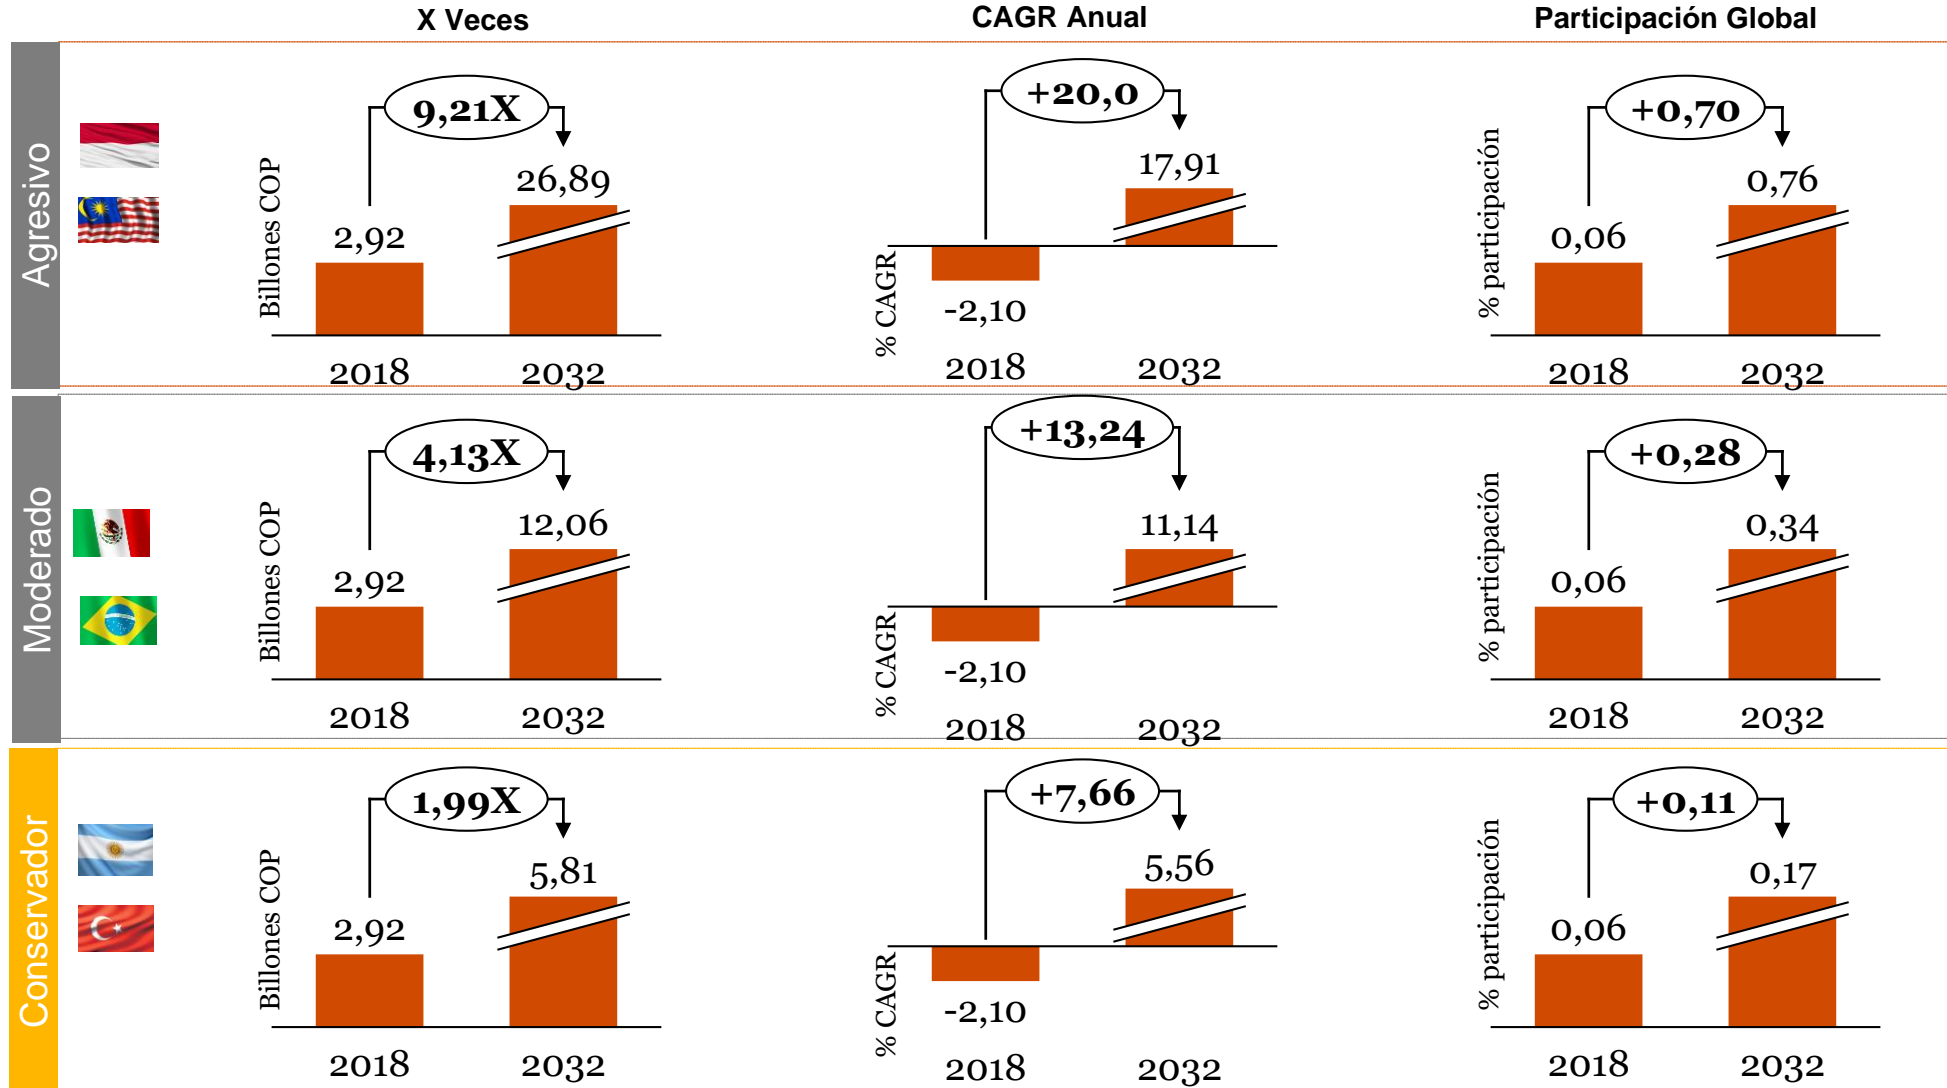 X Veces
CAGR Anual
Participación Global
Agresivo
Billones COP
9,21X
2,92
26,89
2018
2032
% CAGR
+20,0
-2,10
17,91
2018
2032
% participación
+0,70
0,06
0,76
2018
2032
Moderado
Billones COP
4,13X
2,92
12,06
2018
2032
% CAGR
+13,24
-2,10
11,14
2018
2032
% participación
+0,28
0,06
0,34
2018
2032
Conservador
Billones COP
1,99X
2,92
5,81
2018
2032
% CAGR
+7,66
-2,10
5,56
2018
2032
% participación
+0,11
0,06
0,17
2018
2032